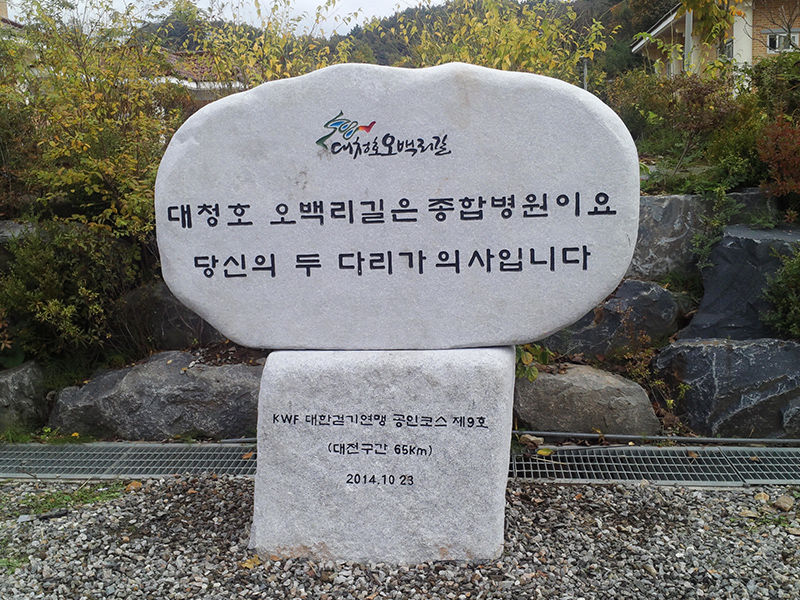 대청호오백리길
대청호 오백리길은 종합병원이요
당신의 두 다리가 의사입니다
KWF 대한걷기연맹 공인코스 제9호
(대전구간 65Km)
2014.10 23